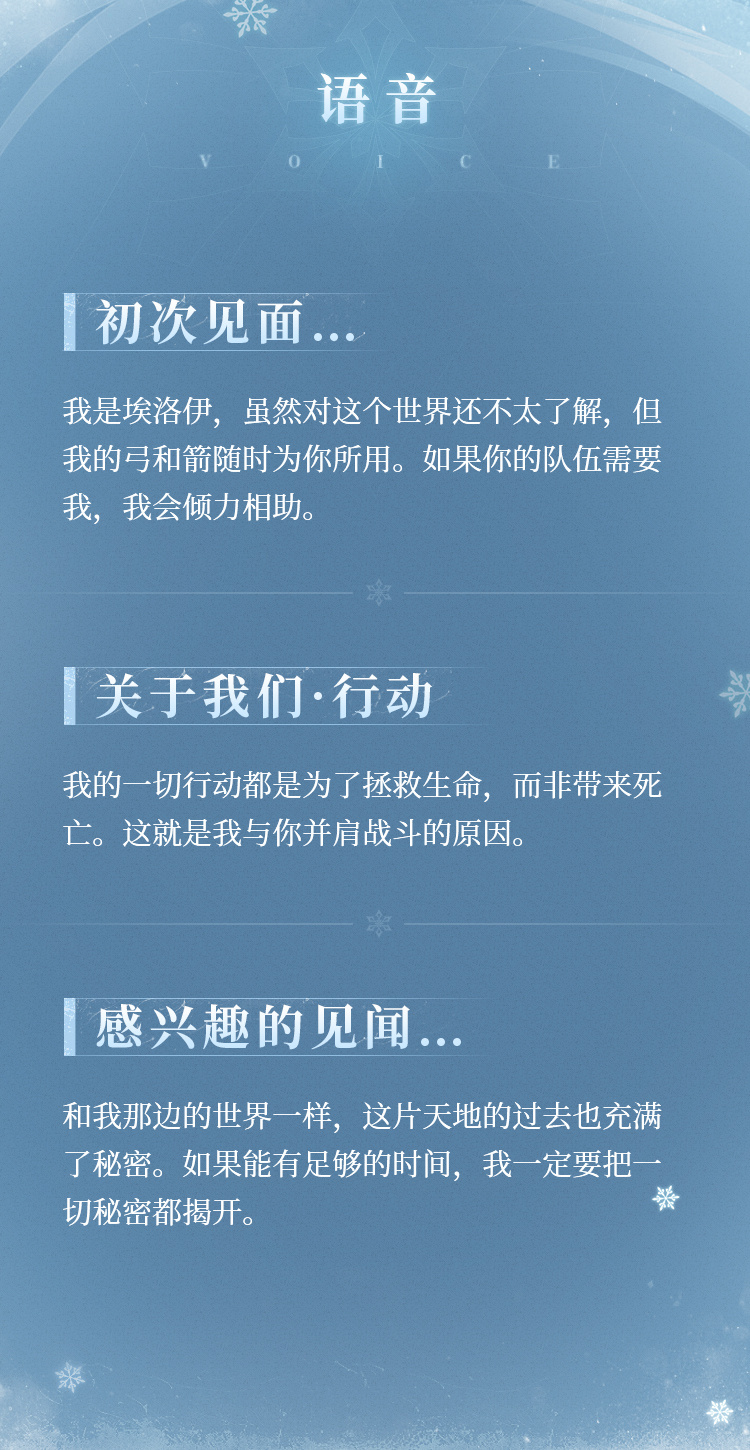 语音
VOICE
初次见面…
我是埃洛伊，虽然对这个世界还不太了解，但
我的弓和箭随时为你所用。如果你的队伍需要
我，我会倾力相助。
关于我们·行动
我的一切行动都是为了拯救生命，而非带来死
亡。这就是我与你并肩战斗的原因。
感兴趣的见闻…
和我那边的世界一样，这片天地的过去也充满
了秘密。如果能有足够的时间，我一定要把一
切秘密都揭开。